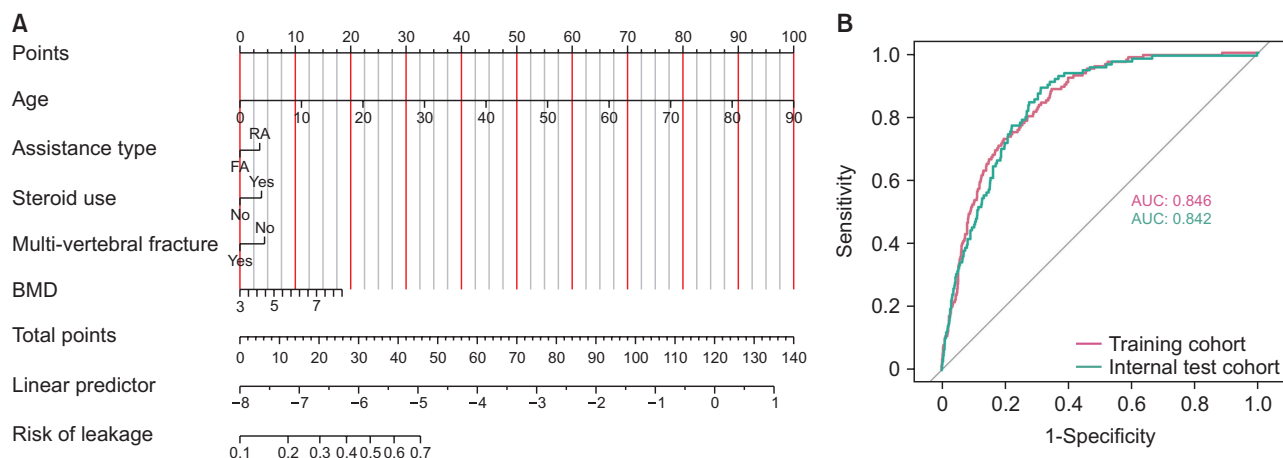 A
Points
0 10 20 30 40 50 60 70 80 90 100
Age
0 10 20 30 40 50 60 70 80 90
Assistance type
RA
FA
Steroid use
Yes
No
Multi-vertebral fracture
No
Yes
BMD
3 5 7
Total points
0 10 20 30 40 50 60 70 80 90 100 110 120 130 140
Linear predictor
−8 −7 −6 −5 −4 −3 −2 −1 0 1
Risk of leakage
0.1 0.2 0.3 0.4 0.5 0.6 0.7
B
Sensitivity
1.0
0.8
0.6
0.4
0.2
0
AUC: 0.846
AUC: 0.842
Training cohort
Internal test cohort
0 0.2 0.4 0.6 0.8 1.0
1-Specificity